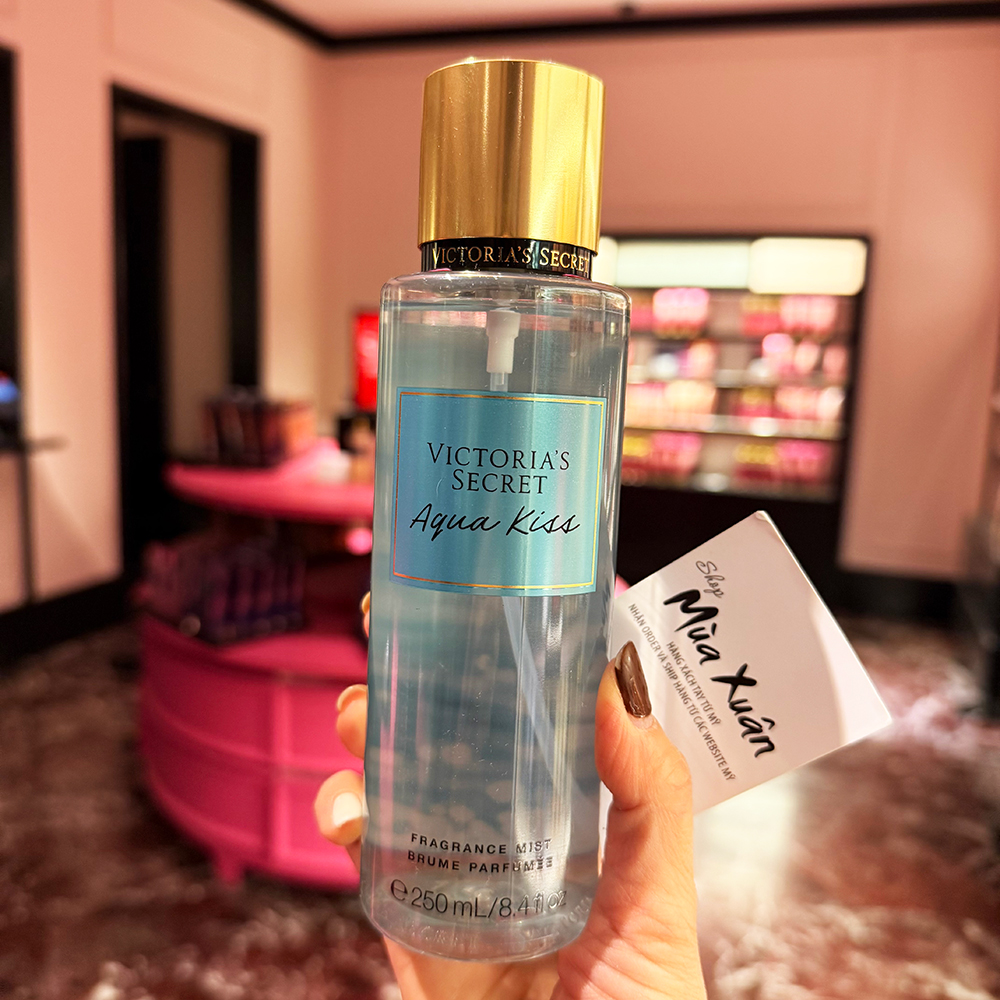 VICTORIA'S SECRET
VICTORIA'S
SECRET
Aqua Kiss
FRAGRANCE MIST
BRUME PARFUMÉE
℮ 250 mL/8.4 fl oz
Shop
Mùa Xuân
HÀNG XÁCH TAY TỪ MỸ
NHẬN ORDER VÀ SHIP HÀNG TỪ CÁC WEBSITE MỸ